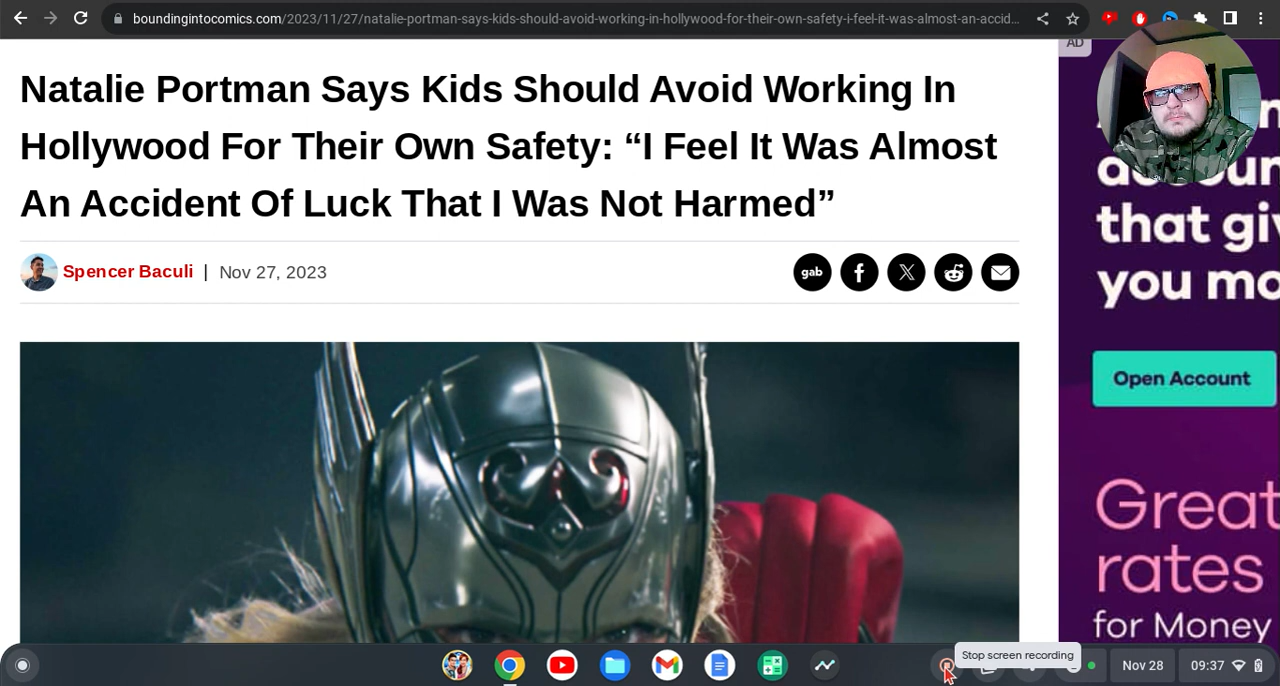 boundingintocomics.com/2023/11/27/natalie-portman-says-kids-should-avoid-working-in-hollywood-for-their-own-safety-i-feel-it-was-almost-an-accid...
AD
Natalie Portman Says Kids Should Avoid Working In
Hollywood For Their Own Safety: “I Feel It Was Almost
An Accident Of Luck That I Was Not Harmed”
Spencer Baculi | Nov 27, 2023
gab
that
you
Open Account
Great
rates
for Money
Stop screen recording
Nov 28
09:37